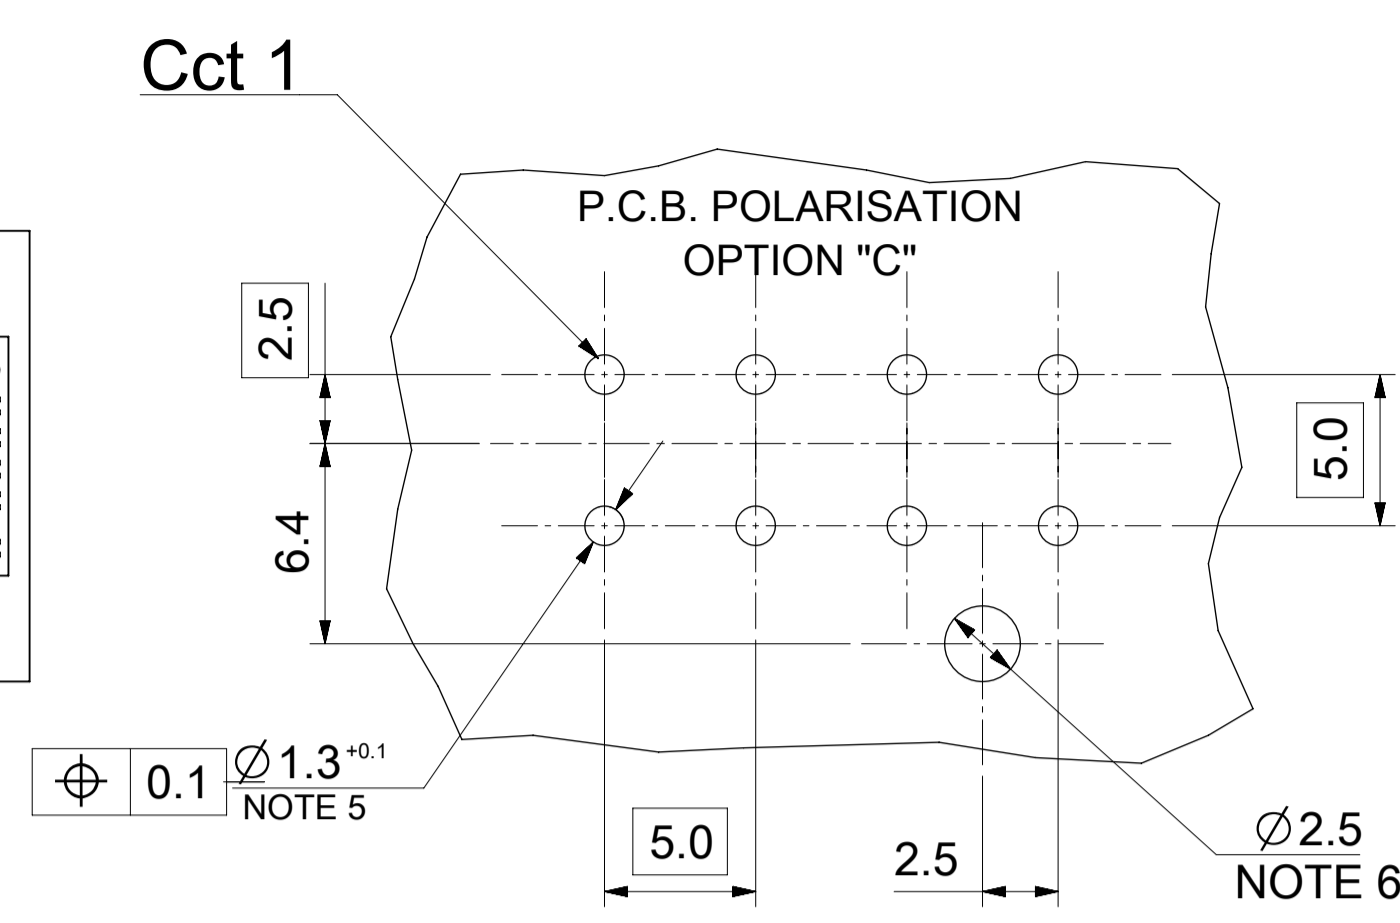 Cct 1
P.C.B. POLARISATION
OPTION "C"
2.5
5.0
6.4
0.1
Ø 1.3 +0.1
NOTE 5
5.0
2.5
Ø 2.5
NOTE 6